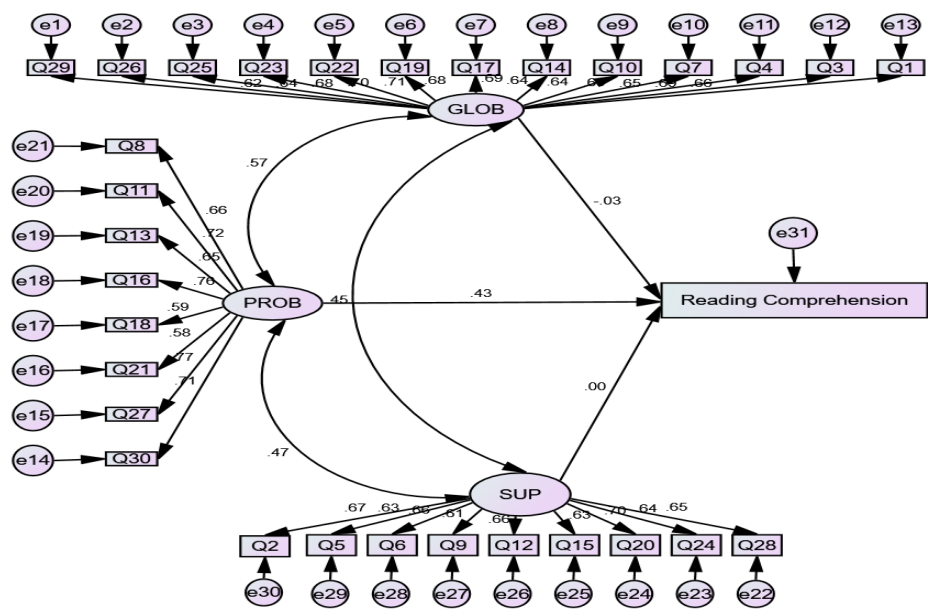 e1 e2 e3 e4 e5 e6 e7 e8 e9 e10 e11 e12 e13
Q29 Q26 Q25 Q23 Q22 Q19 Q17 Q14 Q10 Q7 Q4 Q3 Q1
.62 .64 .68 .70 .71 .68 .69 .64 .64 .65 .66
GLOB
e21 Q8
.57
e20 Q11
.66
-.03
.72
e19 Q13
e31
.65
e18 Q16
.76
PROB .45 .43 Reading Comprehension
.59
e17 Q18
.58
e16 Q21
.77
.71
.00
e15 Q27
e14 Q30
.47
SUP
.67 .63 .66 .61 .66 .63 .70 .64 .65
Q2 Q5 Q6 Q9 Q12 Q15 Q20 Q24 Q28
e30 e29 e28 e27 e26 e25 e24 e23 e22